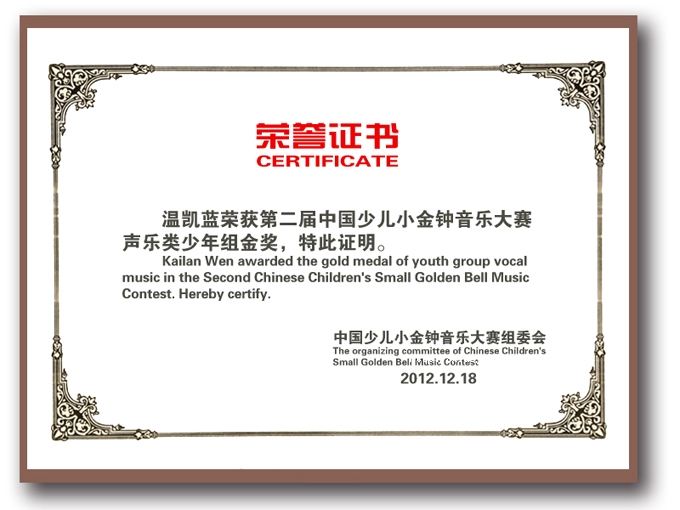 荣誉证书
CERTIFICATE
温凯蓝荣获第二届中国少儿小金钟音乐大赛
声乐类少年组金奖，特此证明。
Kailan Wen awarded the gold medal of youth group vocal
music in the Second Chinese Children's Small Golden Bell Music
Contest. Hereby certify.
中国少儿小金钟音乐大赛组委会
The organizing committee of Chinese Children's
Small Golden Bell Music Contest
2012.12.18